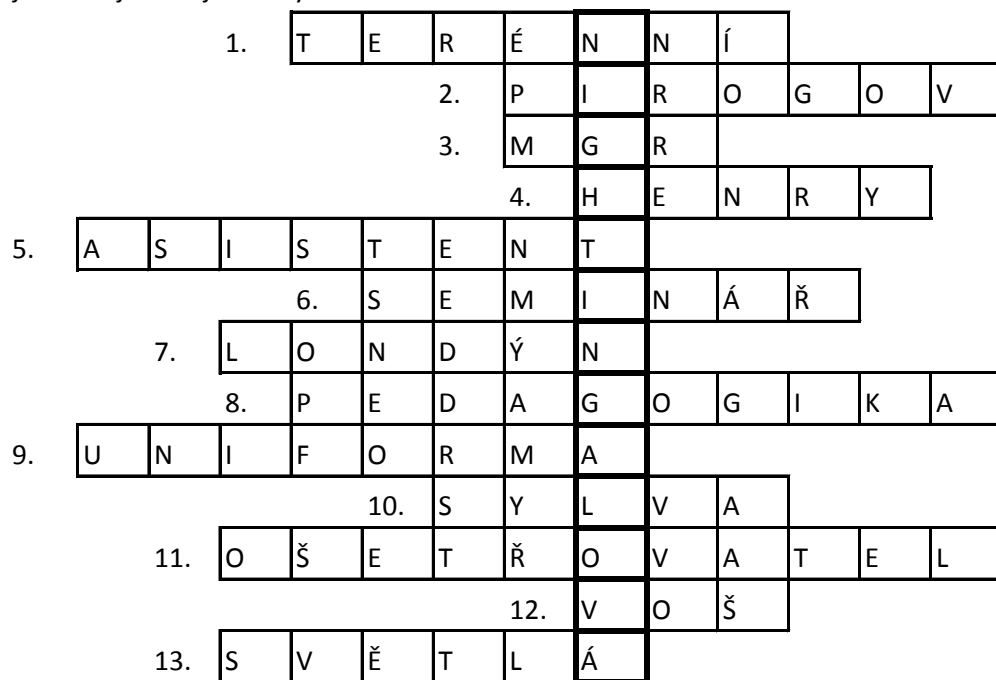 1. T E R É N N Í
2. P I R O G O V
3. M G R
4. H E N R Y
5. A S I S T E N T
6. S E M I N Á Ř
7. L O N D Ý N
8. P E D A G O G I K A
9. U N I F O R M A
10. S Y L V A
11. O Š E T Ř O V A T E L
12. V O Š
13. S V Ě T L Á